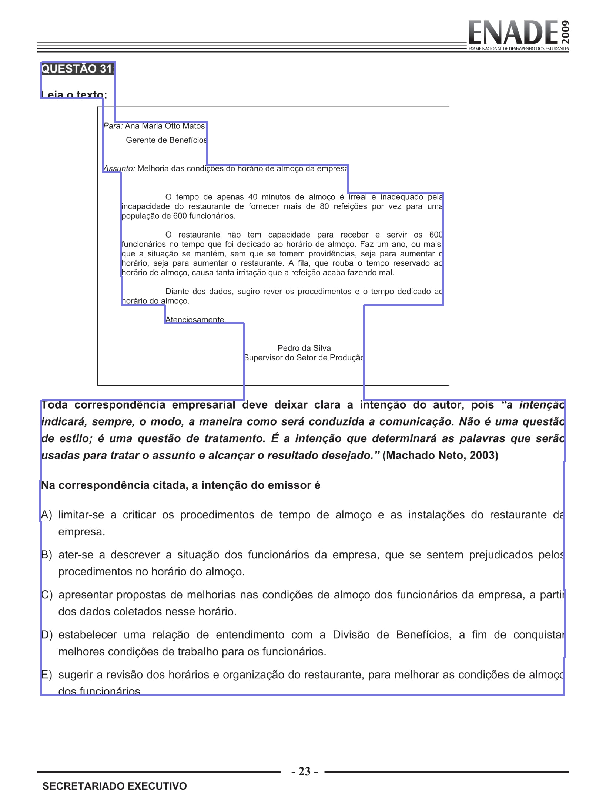 ENADE 2009
EXAME NACIONAL DE DESEMPENHO DOS ESTUDANTES
QUESTÃO 31
Leia o texto:
Para: Ana Maria Otto Matos
Gerente de Benefícios
Assunto: Melhoria das condições do horário de almoço da empresa
O tempo de apenas 40 minutos de almoço é irreal e inadequado pela
incapacidade do restaurante de fornecer mais de 80 refeições por vez para uma
população de 600 funcionários.
O restaurante não tem capacidade para receber e servir os 600
funcionários no tempo que foi dedicado ao horário de almoço. Faz um ano, ou mais,
que a situação se mantém, sem que se tomem providências, seja para aumentar o
horário, seja para aumentar o restaurante. A fila, que rouba o tempo reservado ao
horário de almoço, causa tanta irritação que a refeição acaba fazendo mal.
Diante dos dados, sugiro rever os procedimentos e o tempo dedicado ao
horário do almoço.
Atenciosamente
Pedro da Silva
Supervisor do Setor de Produção
Toda correspondência empresarial deve deixar clara a intenção do autor, pois "a intenção
indicará, sempre, o modo, a maneira como será conduzida a comunicação. Não é uma questão
de estilo; é uma questão de tratamento. É a intenção que determinará as palavras que serão
usadas para tratar o assunto e alcançar o resultado desejado." (Machado Neto, 2003)
Na correspondência citada, a intenção do emissor é
A) limitar-se a criticar os procedimentos de tempo de almoço e as instalações do restaurante da
empresa.
B) ater-se a descrever a situação dos funcionários da empresa, que se sentem prejudicados pelos
procedimentos no horário do almoço.
C) apresentar propostas de melhorias nas condições de almoço dos funcionários da empresa, a partir
dos dados coletados nesse horário.
D) estabelecer uma relação de entendimento com a Divisão de Benefícios, a fim de conquistar
melhores condições de trabalho para os funcionários.
E) sugerir a revisão dos horários e organização do restaurante, para melhorar as condições de almoço
dos funcionários.
- 23 -
SECRETARIADO EXECUTIVO